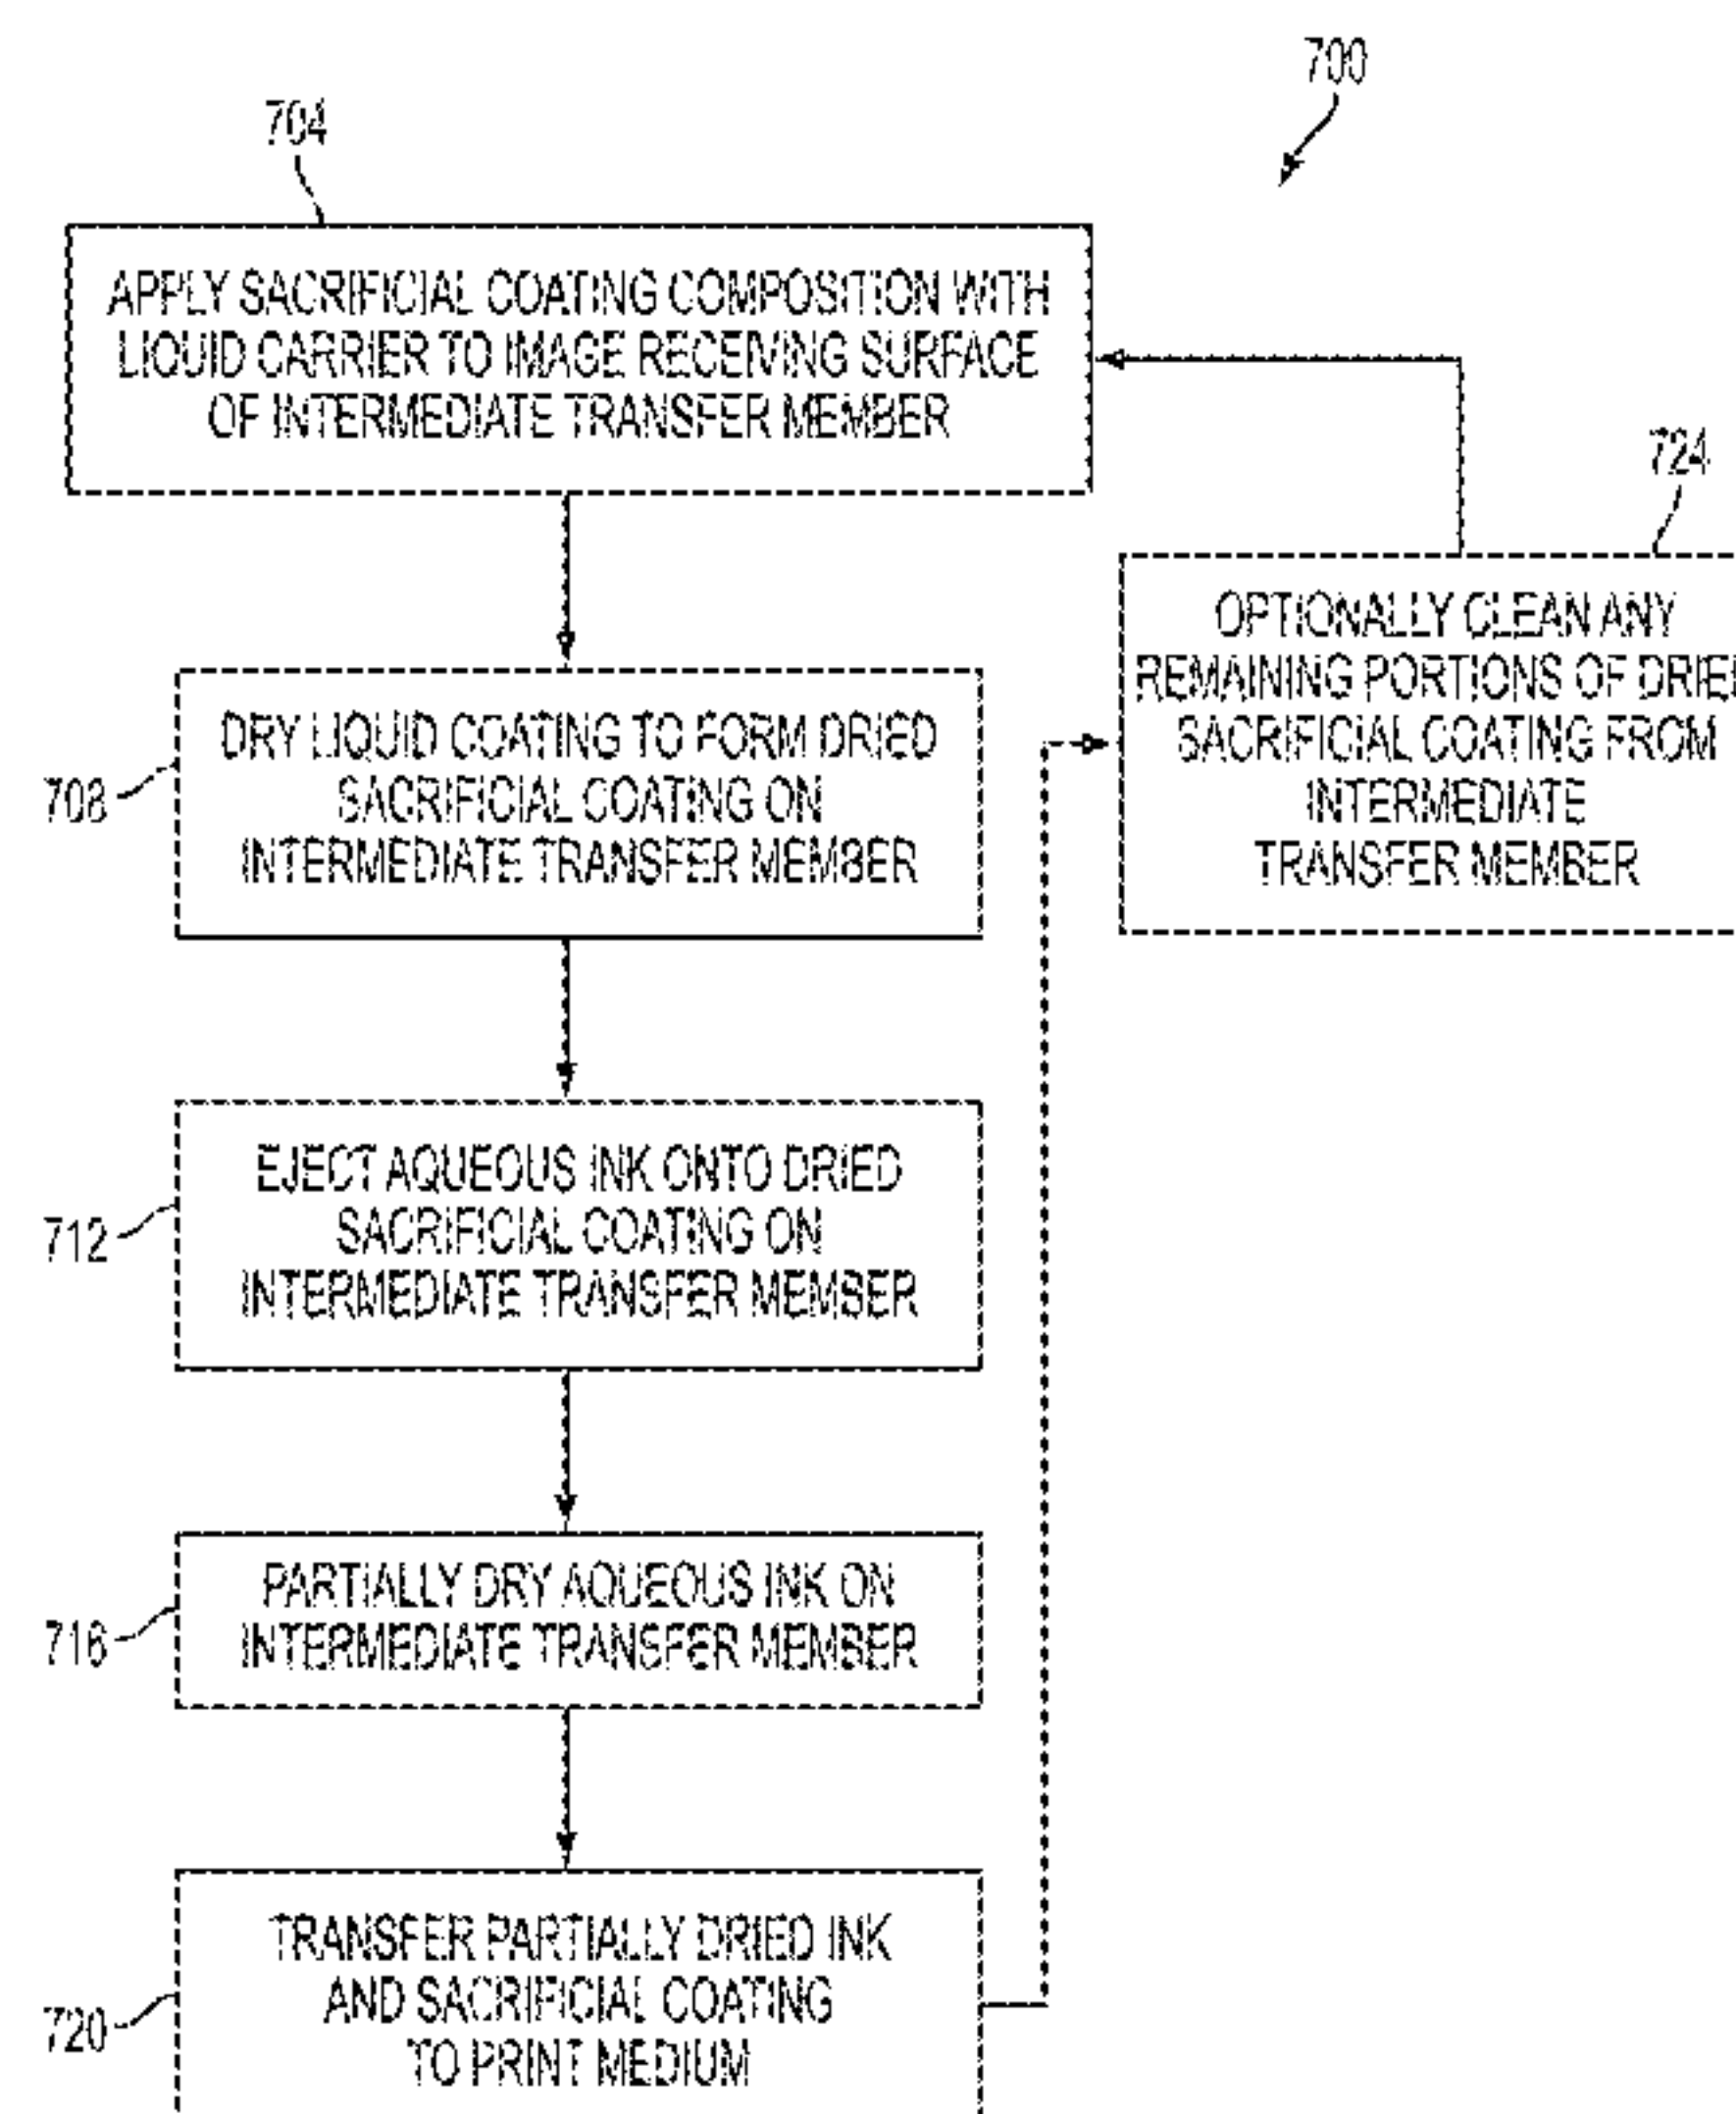 700
704
APPLY SACRIFICIAL COATING COMPOSITION WITH
LIQUID CARRIER TO IMAGE RECEIVING SURFACE
OF INTERMEDIATE TRANSFER MEMBER
724
OPTIONALLY CLEAN ANY
REMAINING PORTIONS OF DRIED
SACRIFICIAL COATING FROM
INTERMEDIATE
TRANSFER MEMBER
708
DRY LIQUID COATING TO FORM DRIED
SACRIFICIAL COATING ON
INTERMEDIATE TRANSFER MEMBER
712
EJECT AQUEOUS INK ONTO DRIED
SACRIFICIAL COATING ON
INTERMEDIATE TRANSFER MEMBER
716
PARTIALLY DRY AQUEOUS INK ON
INTERMEDIATE TRANSFER MEMBER
720
TRANSFER PARTIALLY DRIED INK
AND SACRIFICIAL COATING
TO PRINT MEDIUM